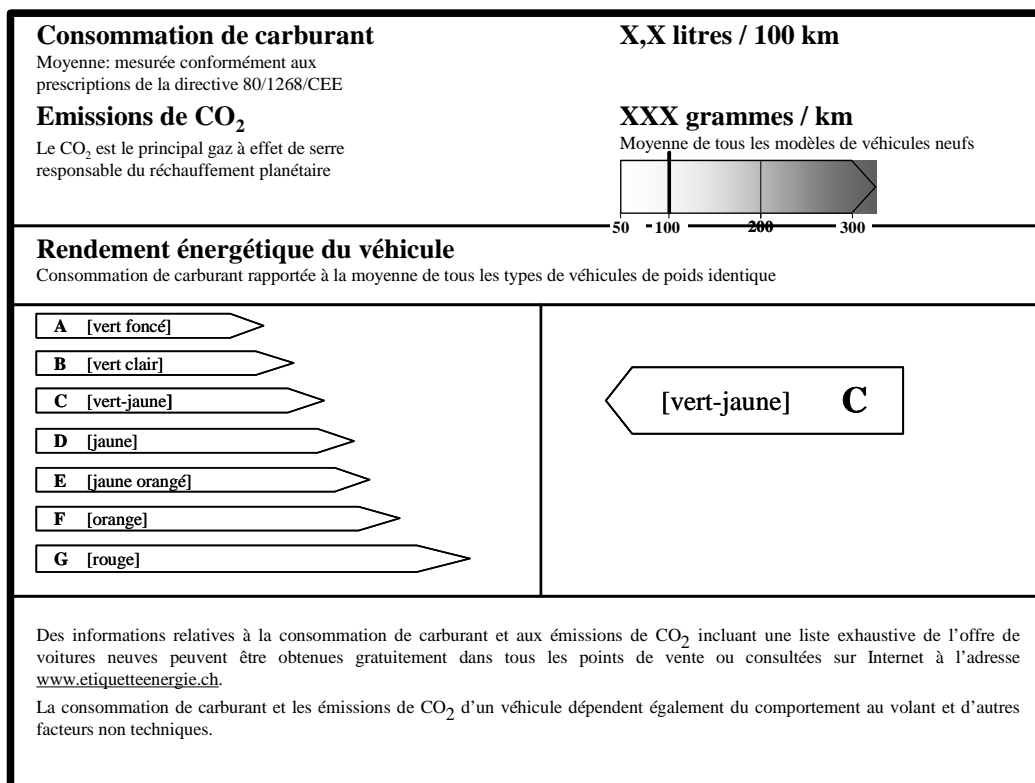 Consommation de carburant
X,X litres / 100 km
Moyenne: mesurée conformément aux
prescriptions de la directive 80/1268/CEE
Emissions de CO2
XXX grammes / km
Le CO2 est le principal gaz à effet de serre
responsable du réchauffement planétaire
Moyenne de tous les modèles de véhicules neufs
50 100 200 300
Rendement énergétique du véhicule
Consommation de carburant rapportée à la moyenne de tous les types de véhicules de poids identique
A [vert foncé]
B [vert clair]
C [vert-jaune]
D [jaune]
E [jaune orangé]
F [orange]
G [rouge]
[vert-jaune] C
Des informations relatives à la consommation de carburant et aux émissions de CO2 incluant une liste exhaustive de l’offre de
voitures neuves peuvent être obtenues gratuitement dans tous les points de vente ou consultées sur Internet à l’adresse
www.etiquetteenergie.ch.
La consommation de carburant et les émissions de CO2 d’un véhicule dépendent également du comportement au volant et d’autres
facteurs non techniques.